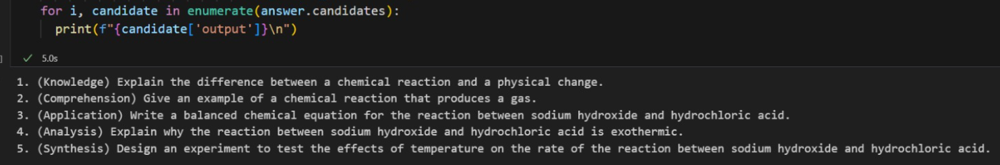 for i, candidate in enumerate(answer.candidates):
print(f"{candidate['output']}\n")
]
✓ 5.0s
1. (Knowledge) Explain the difference between a chemical reaction and a physical change.
2. (Comprehension) Give an example of a chemical reaction that produces a gas.
3. (Application) Write a balanced chemical equation for the reaction between sodium hydroxide and hydrochloric acid.
4. (Analysis) Explain why the reaction between sodium hydroxide and hydrochloric acid is exothermic.
5. (Synthesis) Design an experiment to test the effects of temperature on the rate of the reaction between sodium hydroxide and hydrochloric acid.